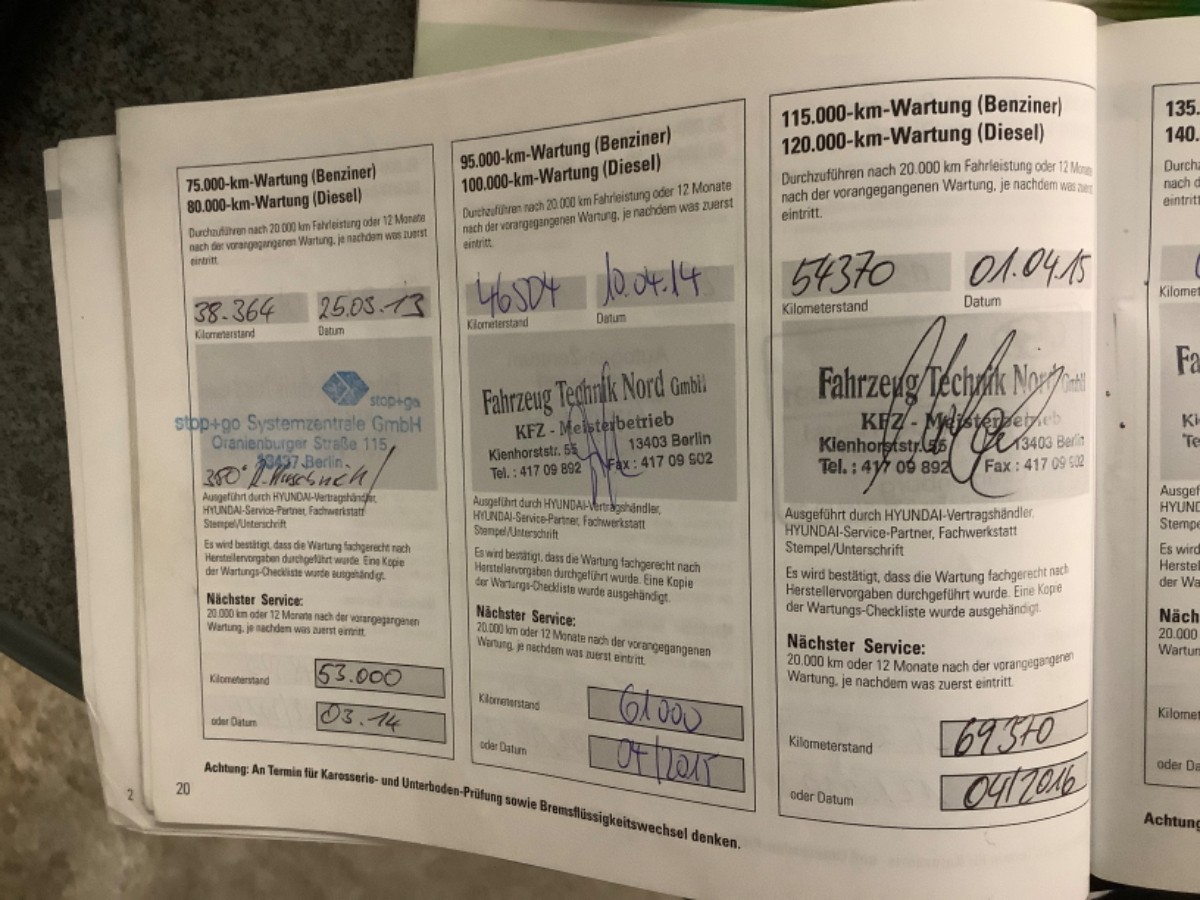 75.000-km-Wartung (Benziner)
80.000-km-Wartung (Diesel)
Durchzuführen nach 20.000 km Fahrleistung oder 12 Monate
nach der vorangegangenen Wartung, je nachdem was zuerst
eintritt.
38.364 25.03.13
Kilometerstand Datum
stop+go
stop+go Systemzentrale GmbH
Oranienburger Straße 115
13437 Berlin
Ausgeführt durch HYUNDAI-Vertragshändler,
HYUNDAI-Service-Partner, Fachwerkstatt
Stempel/Unterschrift
Es wird bestätigt, dass die Wartung fachgerecht nach
Herstellervorgaben durchgeführt wurde. Eine Kopie
der Wartungs-Checkliste wurde ausgehändigt.
Nächster Service:
20.000 km oder 12 Monate nach der vorangegangenen
Wartung, je nachdem was zuerst eintritt.
Kilometerstand 53.000
oder Datum 03.14
95.000-km-Wartung (Benziner)
100.000-km-Wartung (Diesel)
Durchzuführen nach 20.000 km Fahrleistung oder 12 Monate
nach der vorangegangenen Wartung, je nachdem was zuerst
eintritt.
46504 10.04.14
Kilometerstand Datum
Fahrzeug Technik Nord GmbH
KFZ - Meisterbetrieb
Kienhorststr. 55 13403 Berlin
Tel. : 417 09 892 Fax : 417 09 502
Ausgeführt durch HYUNDAI-Vertragshändler,
HYUNDAI-Service-Partner, Fachwerkstatt
Stempel/Unterschrift
Es wird bestätigt, dass die Wartung fachgerecht nach
Herstellervorgaben durchgeführt wurde. Eine Kopie
der Wartungs-Checkliste wurde ausgehändigt.
Nächster Service:
20.000 km oder 12 Monate nach der vorangegangenen
Wartung, je nachdem was zuerst eintritt.
Kilometerstand 61000
oder Datum 04/2015
115.000-km-Wartung (Benziner)
120.000-km-Wartung (Diesel)
Durchzuführen nach 20.000 km Fahrleistung oder 12 Monate
nach der vorangegangenen Wartung, je nachdem was zuerst
eintritt.
54370 01.04.15
Kilometerstand Datum
Fahrzeug Technik Nord GmbH
KFZ - Meisterbetrieb
Kienhorststr. 55 13403 Berlin
Tel. : 417 09 892 Fax : 417 09 502
Ausgeführt durch HYUNDAI-Vertragshändler,
HYUNDAI-Service-Partner, Fachwerkstatt
Stempel/Unterschrift
Es wird bestätigt, dass die Wartung fachgerecht nach
Herstellervorgaben durchgeführt wurde. Eine Kopie
der Wartungs-Checkliste wurde ausgehändigt.
Nächster Service:
20.000 km oder 12 Monate nach der vorangegangenen
Wartung, je nachdem was zuerst eintritt.
Kilometerstand 69370
oder Datum 04/2016
2 20 Achtung: An Termin für Karosserie- und Unterboden-Prüfung sowie Bremsflüssigkeitswechsel denken.
135.
140.